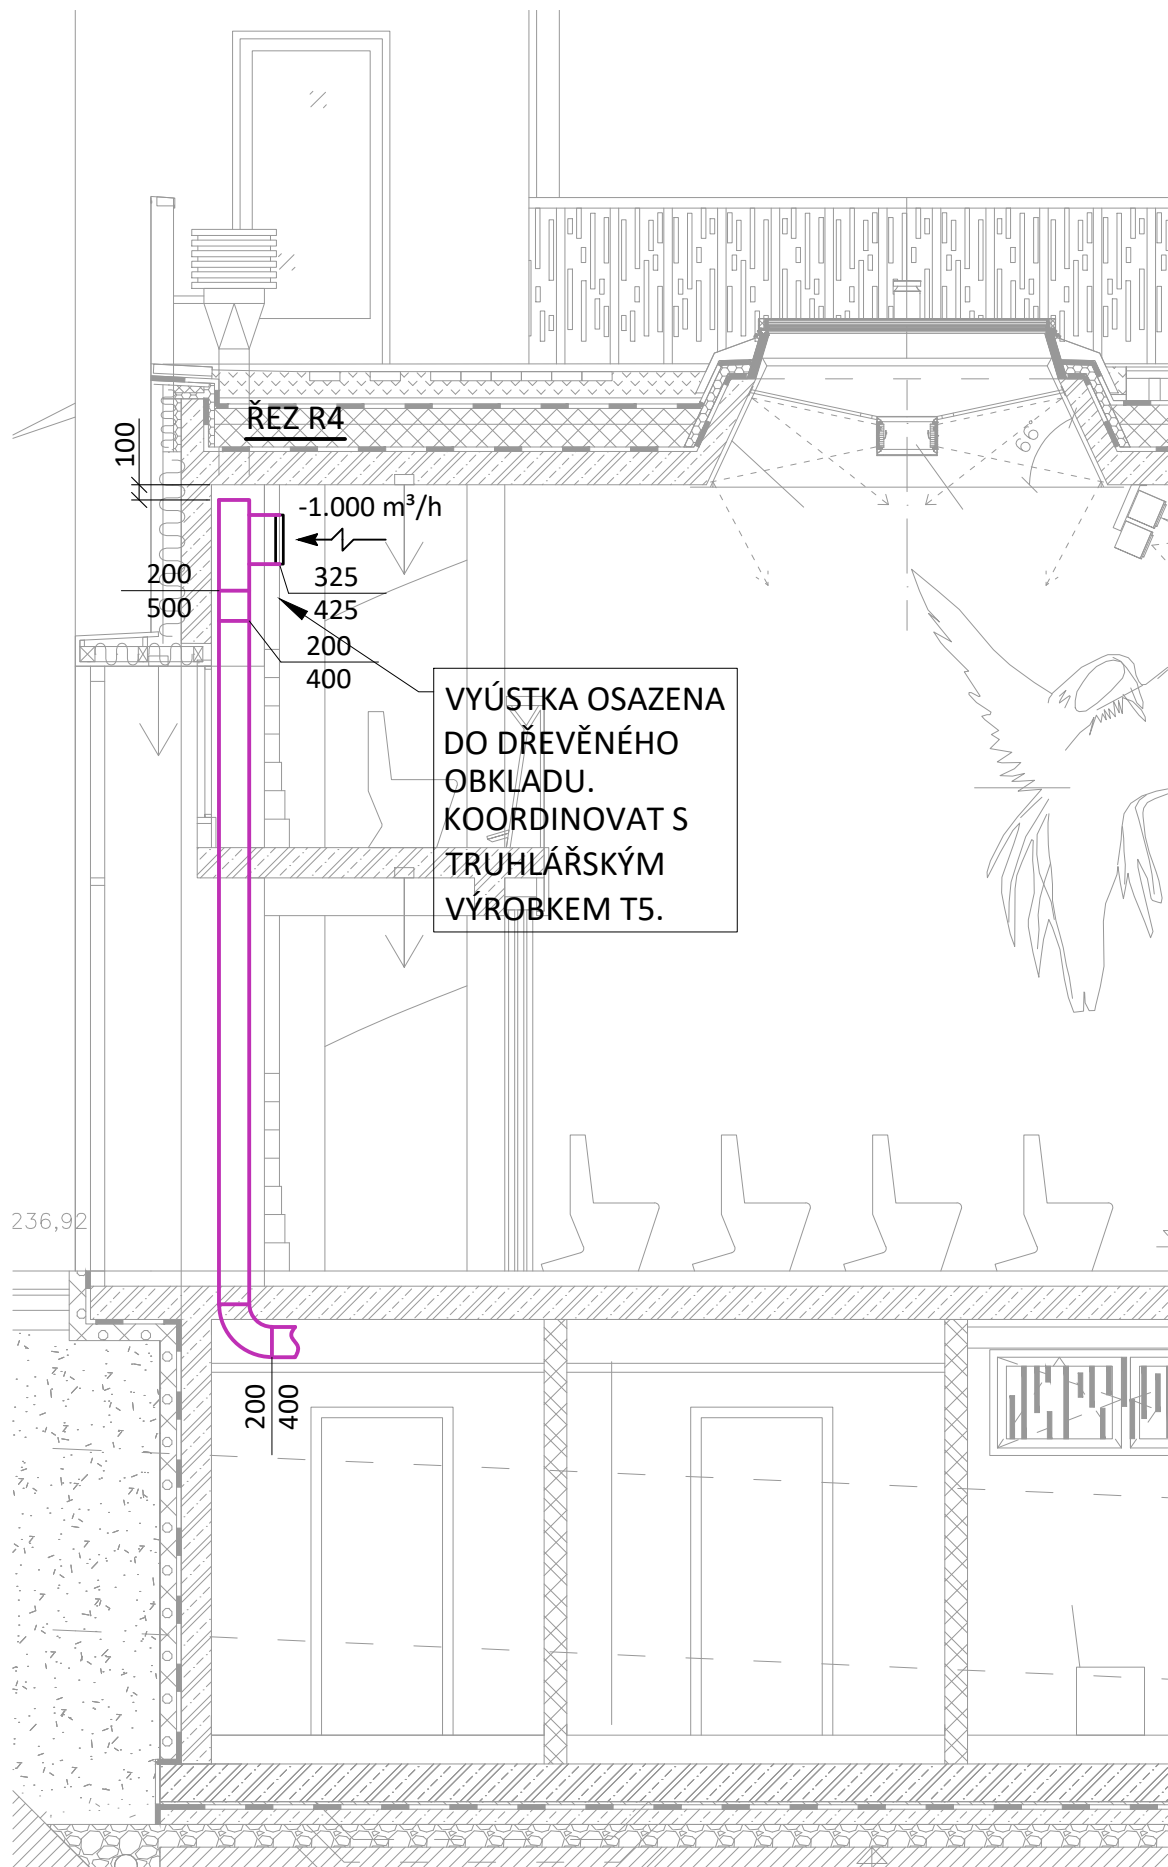 ŘEZ R4
100
-1.000 m³/h
66°
200
500
325
425
200
400
VYÚSTKA OSAZENA
DO DŘEVĚNÉHO
OBKLADU.
KOORDINOVAT S
TRUHLÁŘSKÝM
VÝROBKEM T5.
236,92
200
400